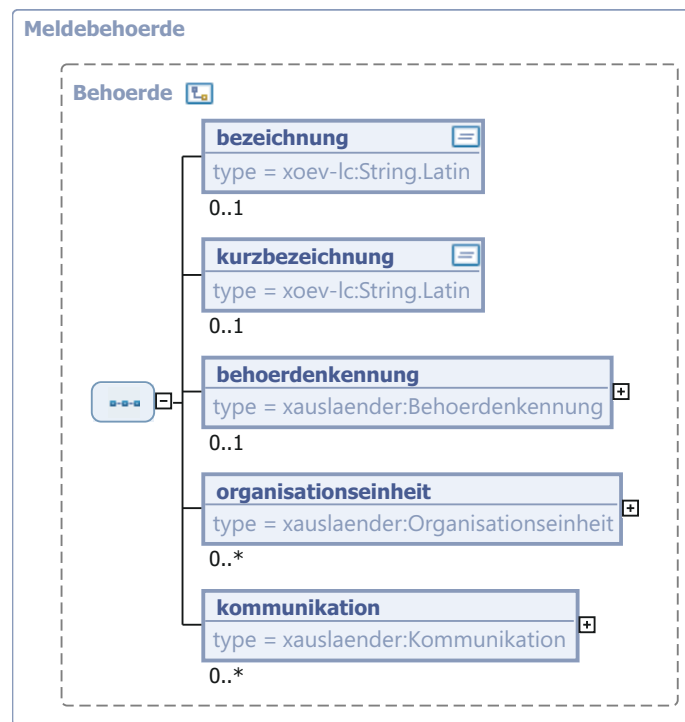 Meldebehoerde
Behoerde
bezeichnung
type = xoev-lc:String.Latin
0..1
kurzbezeichnung
type = xoev-lc:String.Latin
0..1
behoerdenkennung
type = xauslaender:Behoerdenkennung
0..1
organisationseinheit
type = xauslaender:Organisationseinheit
0..*
kommunikation
type = xauslaender:Kommunikation
0..*